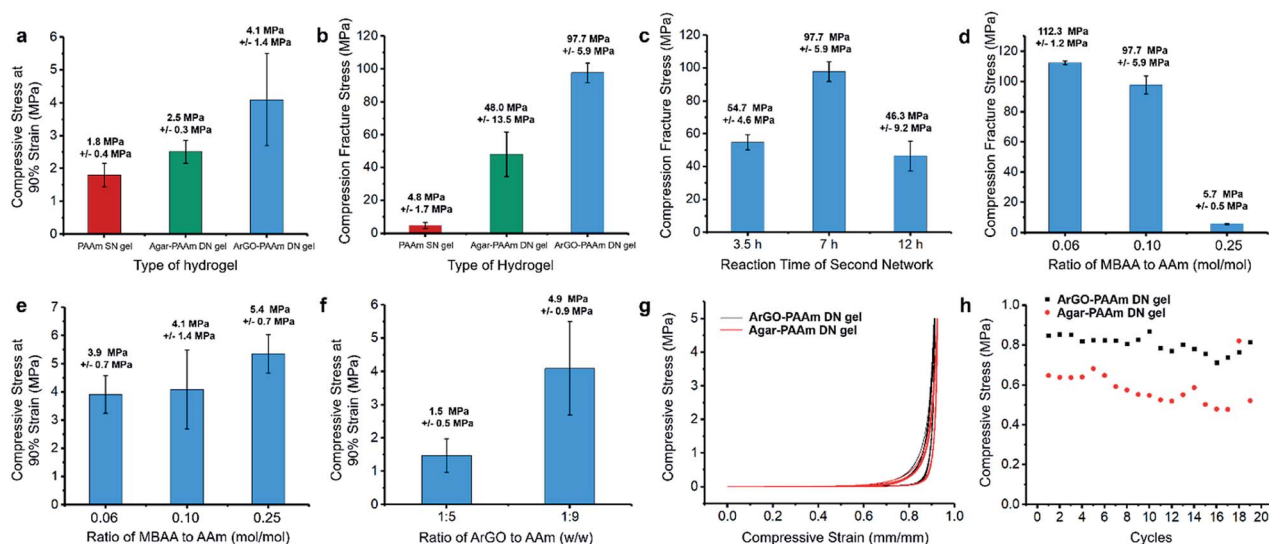 a
Compressive Stress at
90% Strain (MPa)
6
5
4
3
2
1
0
1.8 MPa
+/- 0.4 MPa
2.5 MPa
+/- 0.3 MPa
4.1 MPa
+/- 1.4 MPa
PAAm SN gel
Agar-PAAm DN gel
ArGO-PAAm DN gel
Type of hydrogel
b
Compression Fracture Stress (MPa)
120
100
80
60
40
20
0
4.8 MPa
+/- 1.7 MPa
48.0 MPa
+/- 13.5 MPa
97.7 MPa
+/- 5.9 MPa
PAAm SN gel
Agar-PAAm DN gel
ArGO-PAAm DN gel
Type of Hydrogel
c
Compression Fracture Stress (MPa)
120
100
80
60
40
20
0
54.7 MPa
+/- 4.6 MPa
97.7 MPa
+/- 5.9 MPa
46.3 MPa
+/- 9.2 MPa
3.5 h
7 h
12 h
Reaction Time of Second Network
d
Compression Fracture Stress (MPa)
120
100
80
60
40
20
0
112.3 MPa
+/- 1.2 MPa
97.7 MPa
+/- 5.9 MPa
5.7 MPa
+/- 0.5 MPa
0.06
0.10
0.25
Ratio of MBAA to AAm (mol/mol)
e
Compressive Stress at
90% Strain (MPa)
7
6
5
4
3
2
1
0
3.9 MPa
+/- 0.7 MPa
4.1 MPa
+/- 1.4 MPa
5.4 MPa
+/- 0.7 MPa
0.06
0.10
0.25
Ratio of MBAA to AAm (mol/mol)
f
Compressive Stress at
90% Strain (MPa)
6
5
4
3
2
1
0
1.5 MPa
+/- 0.5 MPa
4.9 MPa
+/- 0.9 MPa
1:5
1:9
Ratio of ArGO to AAm (w/w)
g
Compressive Stress (MPa)
5
4
3
2
1
0
ArGO-PAAm DN gel
Agar-PAAm DN gel
0.0 0.2 0.4 0.6 0.8 1.0
Compressive Strain (mm/mm)
h
Compressive Stress (MPa)
1.0
0.8
0.6
0.4
0.2
0.0
ArGO-PAAm DN gel
Agar-PAAm DN gel
0 2 4 6 8 10 12 14 16 18 20
Cycles